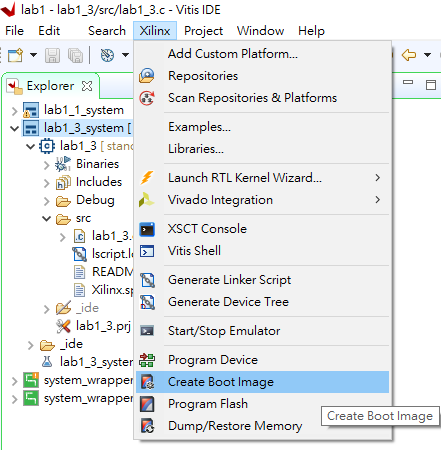 lab1 - lab1_3/src/lab1_3.c - Vitis IDE
File Edit Search Xilinx Project Window Help
Explorer
lab1_1_system
lab1_3_system [
lab1_3 [ stand
Binaries
Includes
Debug
src
lab1_3.
lscript.ld
README
Xilinx.sp
_ide
lab1_3.prj
_ide
lab1_3_system
system_wrapper
system_wrapper
Add Custom Platform...
Repositories
Scan Repositories & Platforms
Examples...
Libraries...
Launch RTL Kernel Wizard...
Vivado Integration
XSCT Console
Vitis Shell
Generate Linker Script
Generate Device Tree
Start/Stop Emulator
Program Device
Create Boot Image
Program Flash
Dump/Restore Memory
Create Boot Image